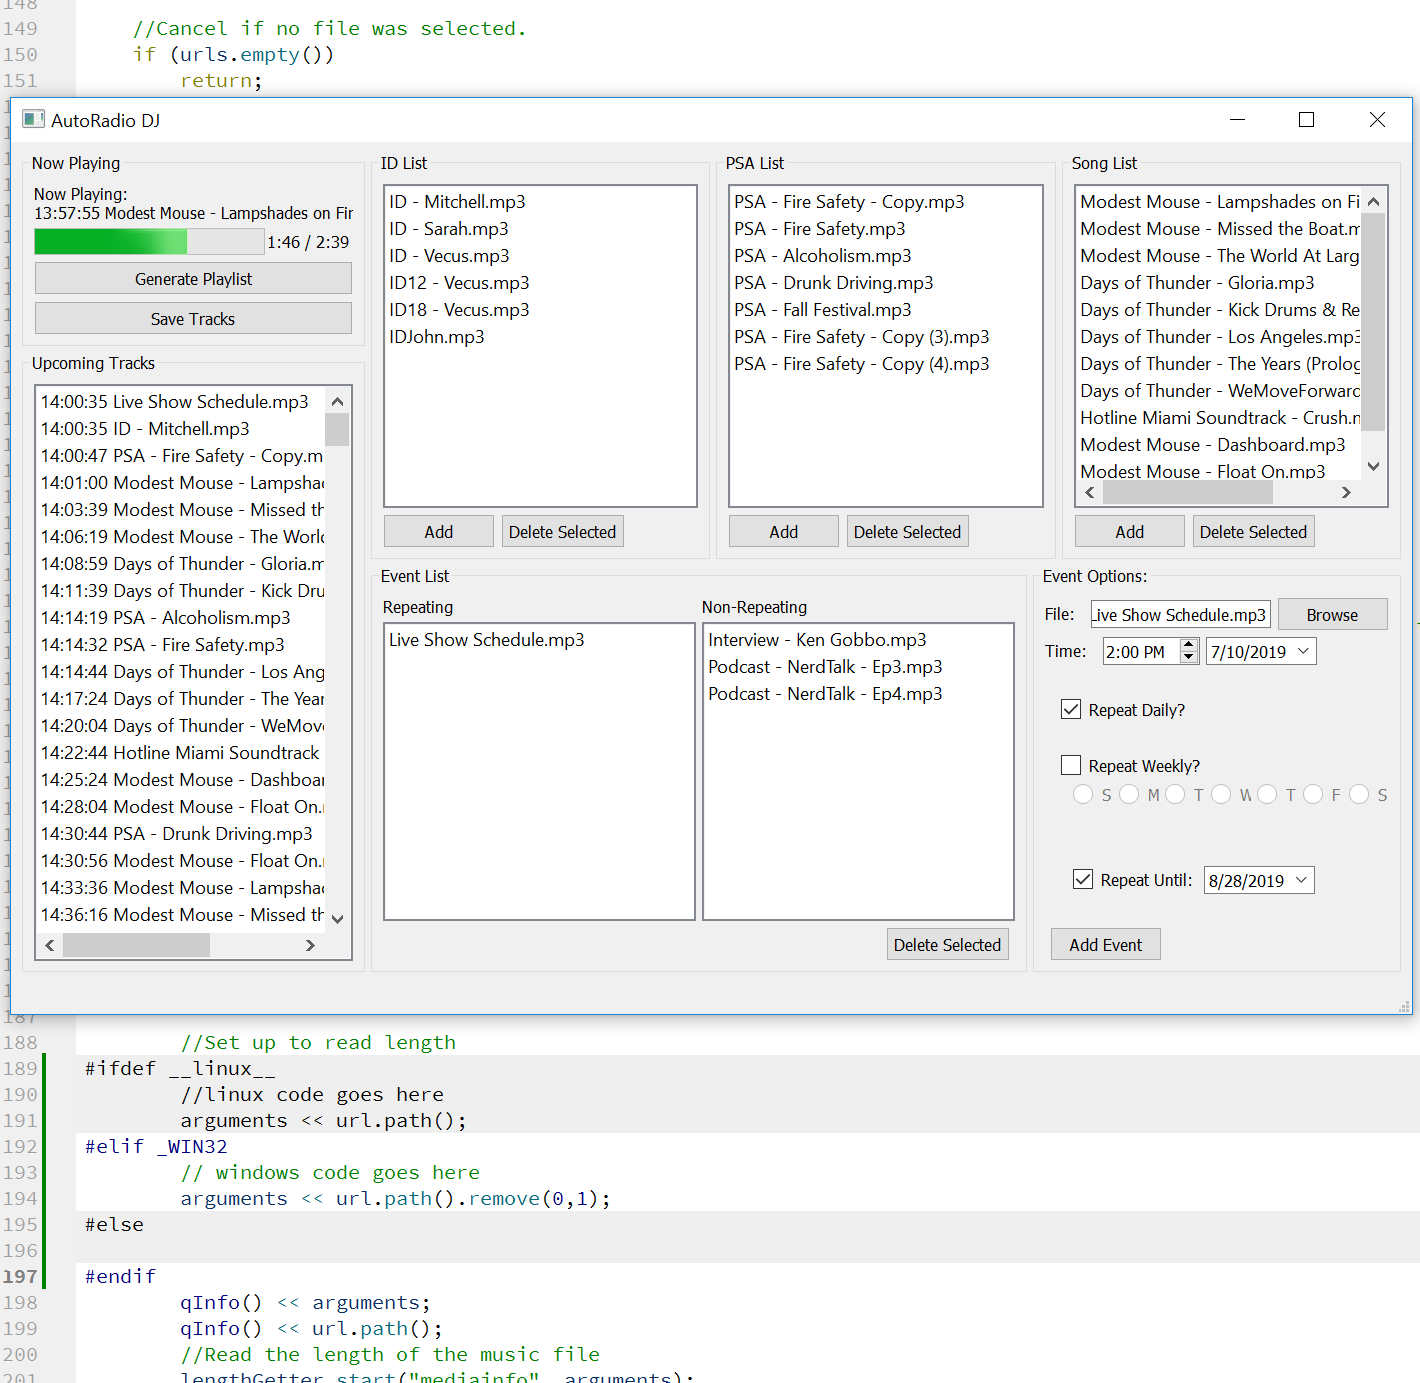 148
149 //Cancel if no file was selected.
150 if (urls.empty())
151 return;
AutoRadio DJ
Now Playing
Now Playing:
13:57:55 Modest Mouse - Lampshades on Fir
1:46 / 2:39
Generate Playlist
Save Tracks
Upcoming Tracks
14:00:35 Live Show Schedule.mp3
14:00:35 ID - Mitchell.mp3
14:00:47 PSA - Fire Safety - Copy.m
14:01:00 Modest Mouse - Lampshad
14:03:39 Modest Mouse - Missed th
14:06:19 Modest Mouse - The World
14:08:59 Days of Thunder - Gloria.m
14:11:39 Days of Thunder - Kick Dru
14:14:19 PSA - Alcoholism.mp3
14:14:32 PSA - Fire Safety.mp3
14:14:44 Days of Thunder - Los Ang
14:17:24 Days of Thunder - The Year
14:20:04 Days of Thunder - WeMove
14:22:44 Hotline Miami Soundtrack
14:25:24 Modest Mouse - Dashboar
14:28:04 Modest Mouse - Float On.
14:30:44 PSA - Drunk Driving.mp3
14:30:56 Modest Mouse - Float On.
14:33:36 Modest Mouse - Lampshad
14:36:16 Modest Mouse - Missed th
ID List
ID - Mitchell.mp3
ID - Sarah.mp3
ID - Vecus.mp3
ID12 - Vecus.mp3
ID18 - Vecus.mp3
IDJohn.mp3
Add Delete Selected
PSA List
PSA - Fire Safety - Copy.mp3
PSA - Fire Safety.mp3
PSA - Alcoholism.mp3
PSA - Drunk Driving.mp3
PSA - Fall Festival.mp3
PSA - Fire Safety - Copy (3).mp3
PSA - Fire Safety - Copy (4).mp3
Add Delete Selected
Song List
Modest Mouse - Lampshades on Fi
Modest Mouse - Missed the Boat.m
Modest Mouse - The World At Larg
Days of Thunder - Gloria.mp3
Days of Thunder - Kick Drums & Re
Days of Thunder - Los Angeles.mp3
Days of Thunder - The Years (Prolog
Days of Thunder - WeMoveForward
Hotline Miami Soundtrack - Crush.m
Modest Mouse - Dashboard.mp3
Modest Mouse - Float On.mp3
Add Delete Selected
Event List
Repeating
Live Show Schedule.mp3
Non-Repeating
Interview - Ken Gobbo.mp3
Podcast - NerdTalk - Ep3.mp3
Podcast - NerdTalk - Ep4.mp3
Delete Selected
Event Options:
File: Live Show Schedule.mp3 Browse
Time: 2:00 PM 7/10/2019
Repeat Daily?
Repeat Weekly?
S M T W T F S
Repeat Until: 8/28/2019
Add Event
187
188 //Set up to read length
189 #ifdef __linux__
190 //linux code goes here
191 arguments << url.path();
192 #elif _WIN32
193 // windows code goes here
194 arguments << url.path().remove(0,1);
195 #else
196
197 #endif
198 qInfo() << arguments;
199 qInfo() << url.path();
200 //Read the length of the music file
201 lengthGetter.start("mediainfo", arguments);